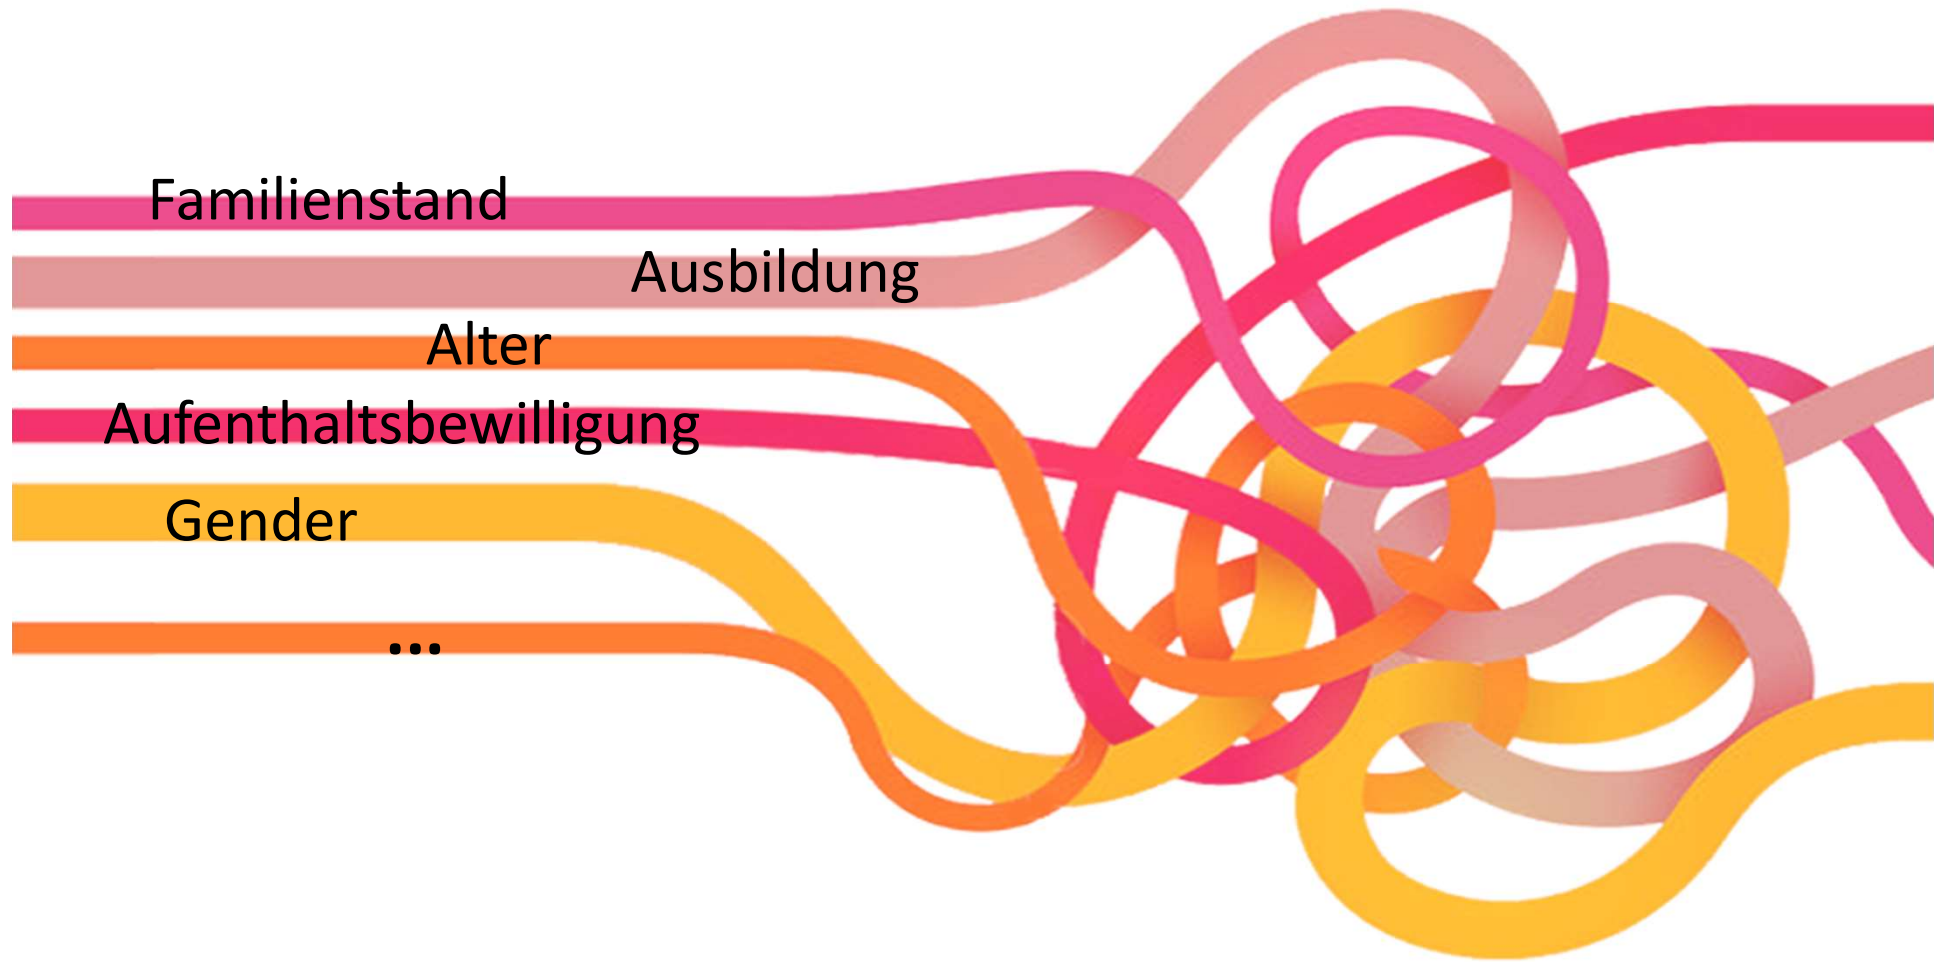 Familienstand
Ausbildung
Alter
Aufenthaltsbewilligung
Gender
...